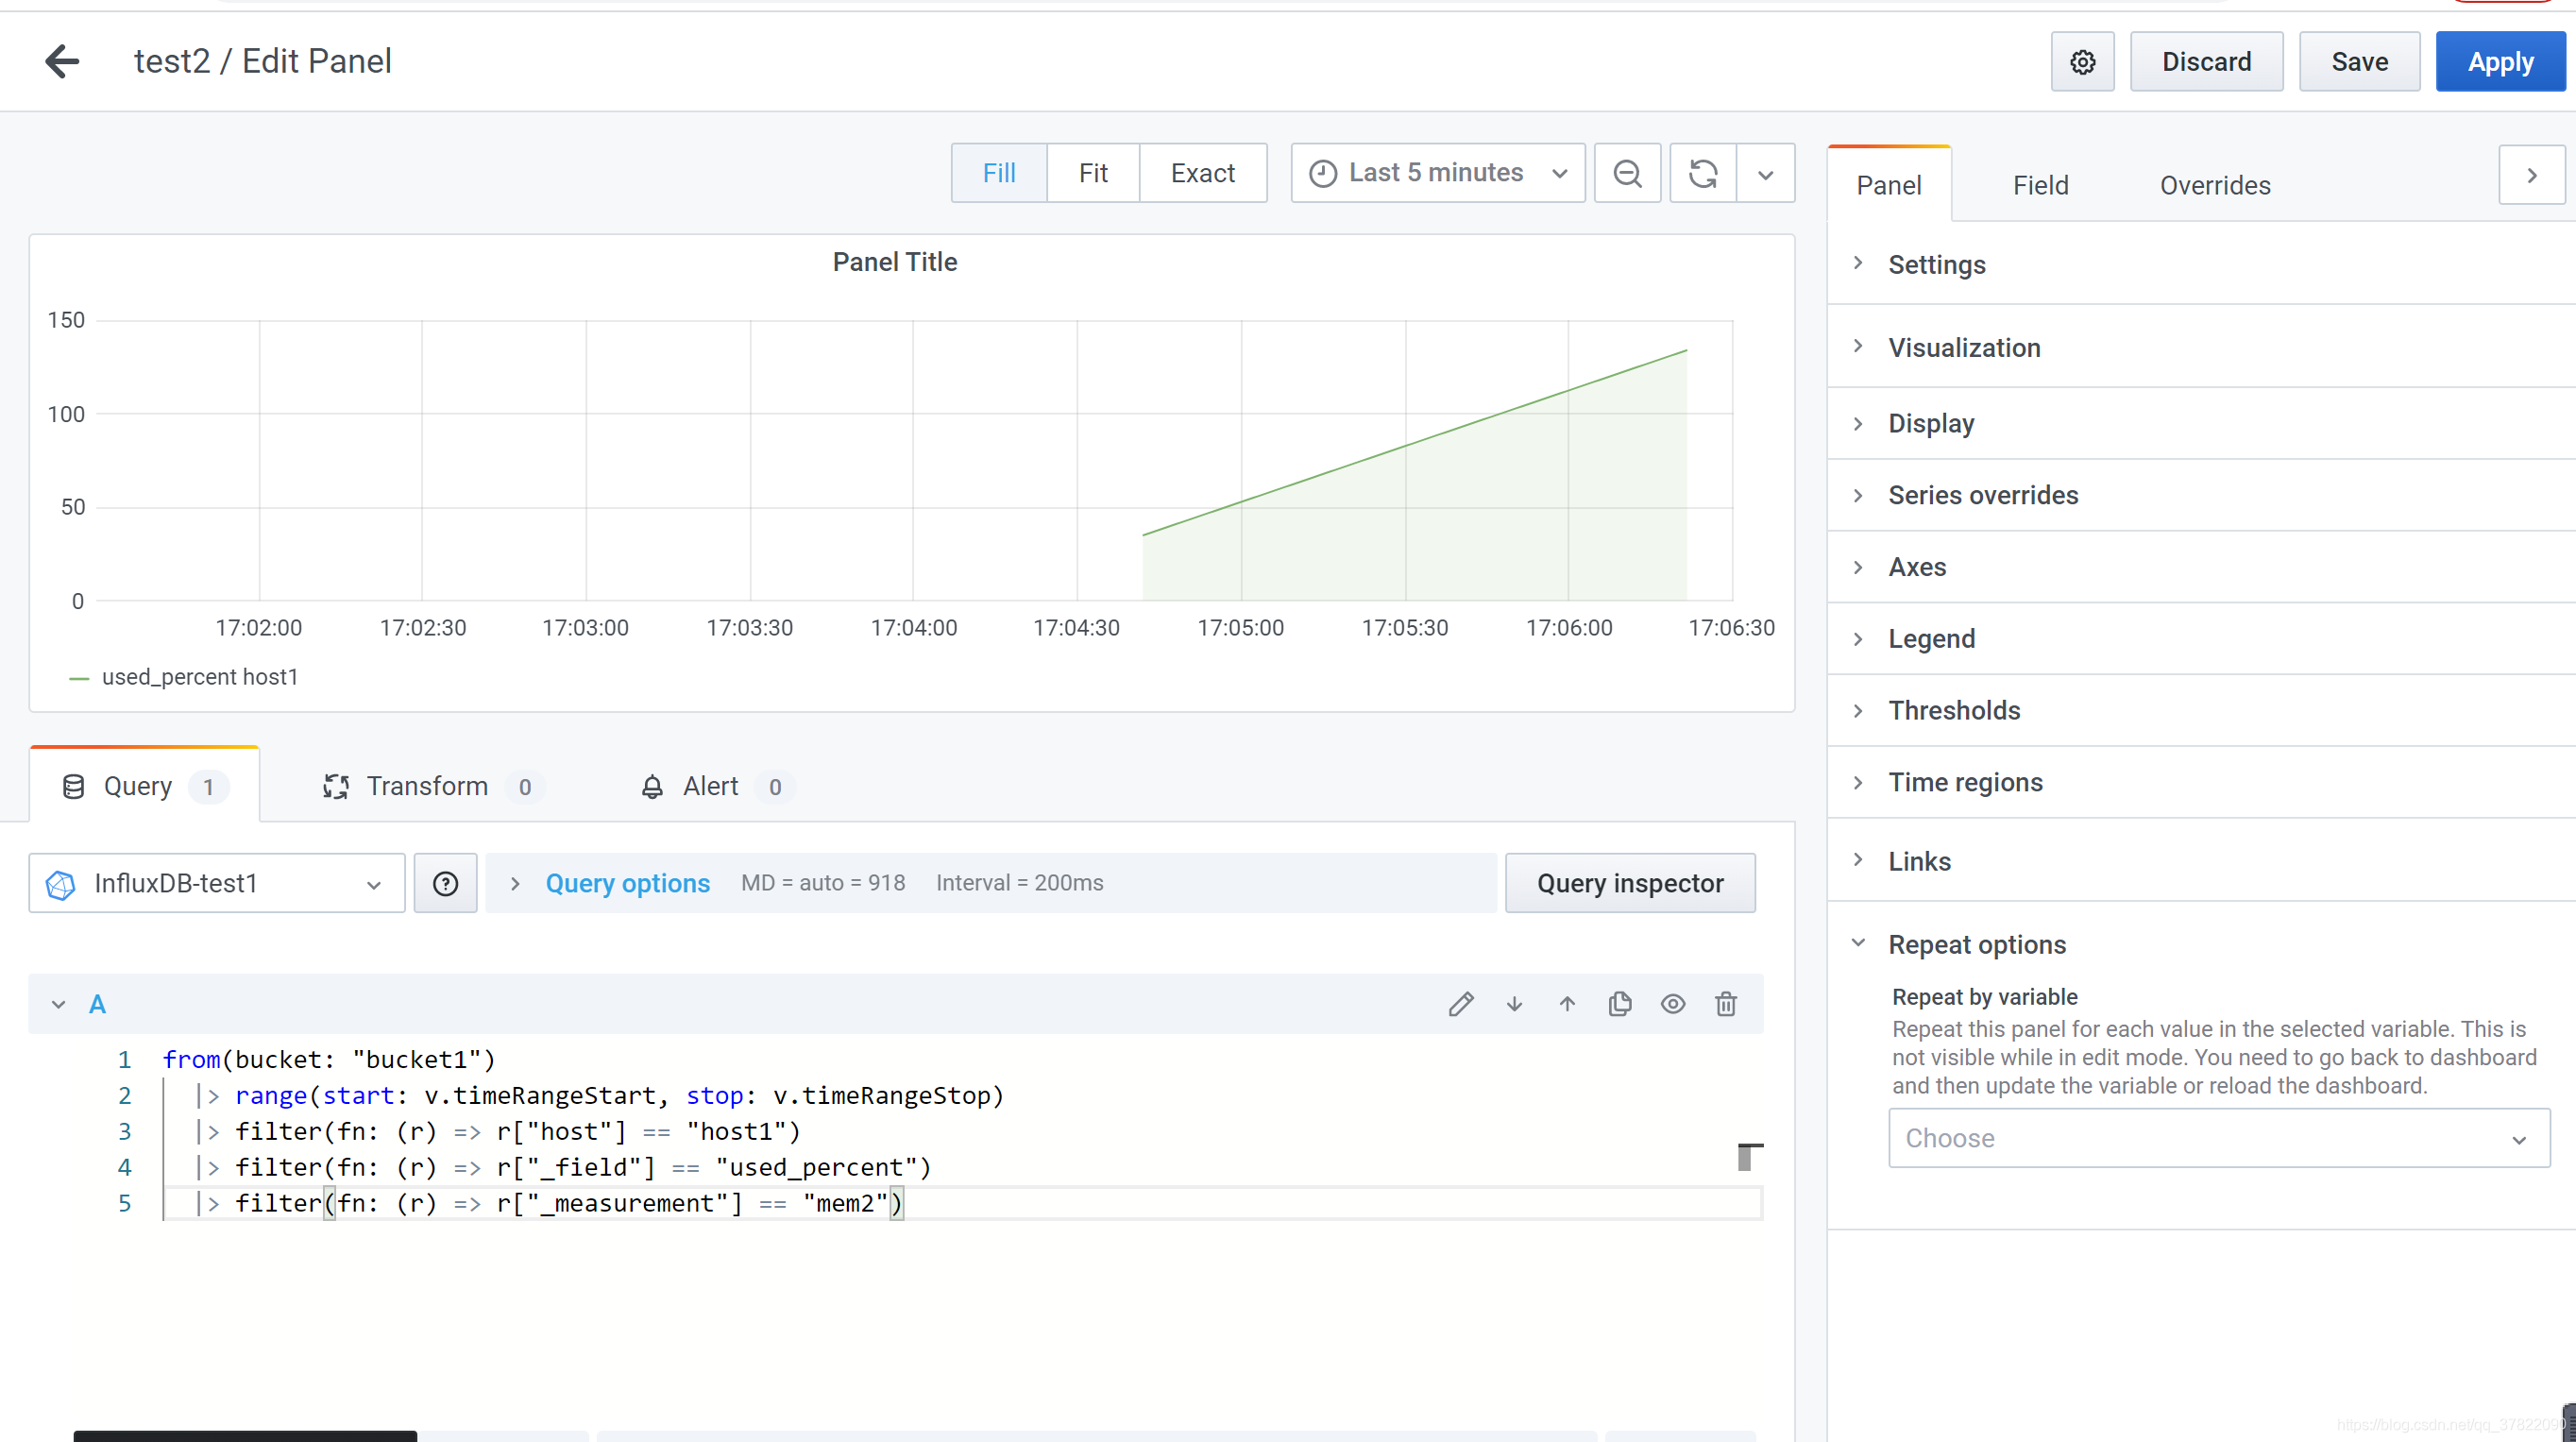 test2 / Edit Panel
Discard
Save
Apply
Fill
Fit
Exact
Last 5 minutes
Panel
Field
Overrides
Panel Title
150
100
50
0
17:02:00
17:02:30
17:03:00
17:03:30
17:04:00
17:04:30
17:05:00
17:05:30
17:06:00
17:06:30
used_percent host1
Query 1
Transform 0
Alert 0
InfluxDB-test1
Query options
MD = auto = 918
Interval = 200ms
Query inspector
A
1 from(bucket: "bucket1")
2 |> range(start: v.timeRangeStart, stop: v.timeRangeStop)
3 |> filter(fn: (r) => r["host"] == "host1")
4 |> filter(fn: (r) => r["_field"] == "used_percent")
5 |> filter(fn: (r) => r["_measurement"] == "mem2")
Settings
Visualization
Display
Series overrides
Axes
Legend
Thresholds
Time regions
Links
Repeat options
Repeat by variable
Repeat this panel for each value in the selected variable. This is
not visible while in edit mode. You need to go back to dashboard
and then update the variable or reload the dashboard.
Choose